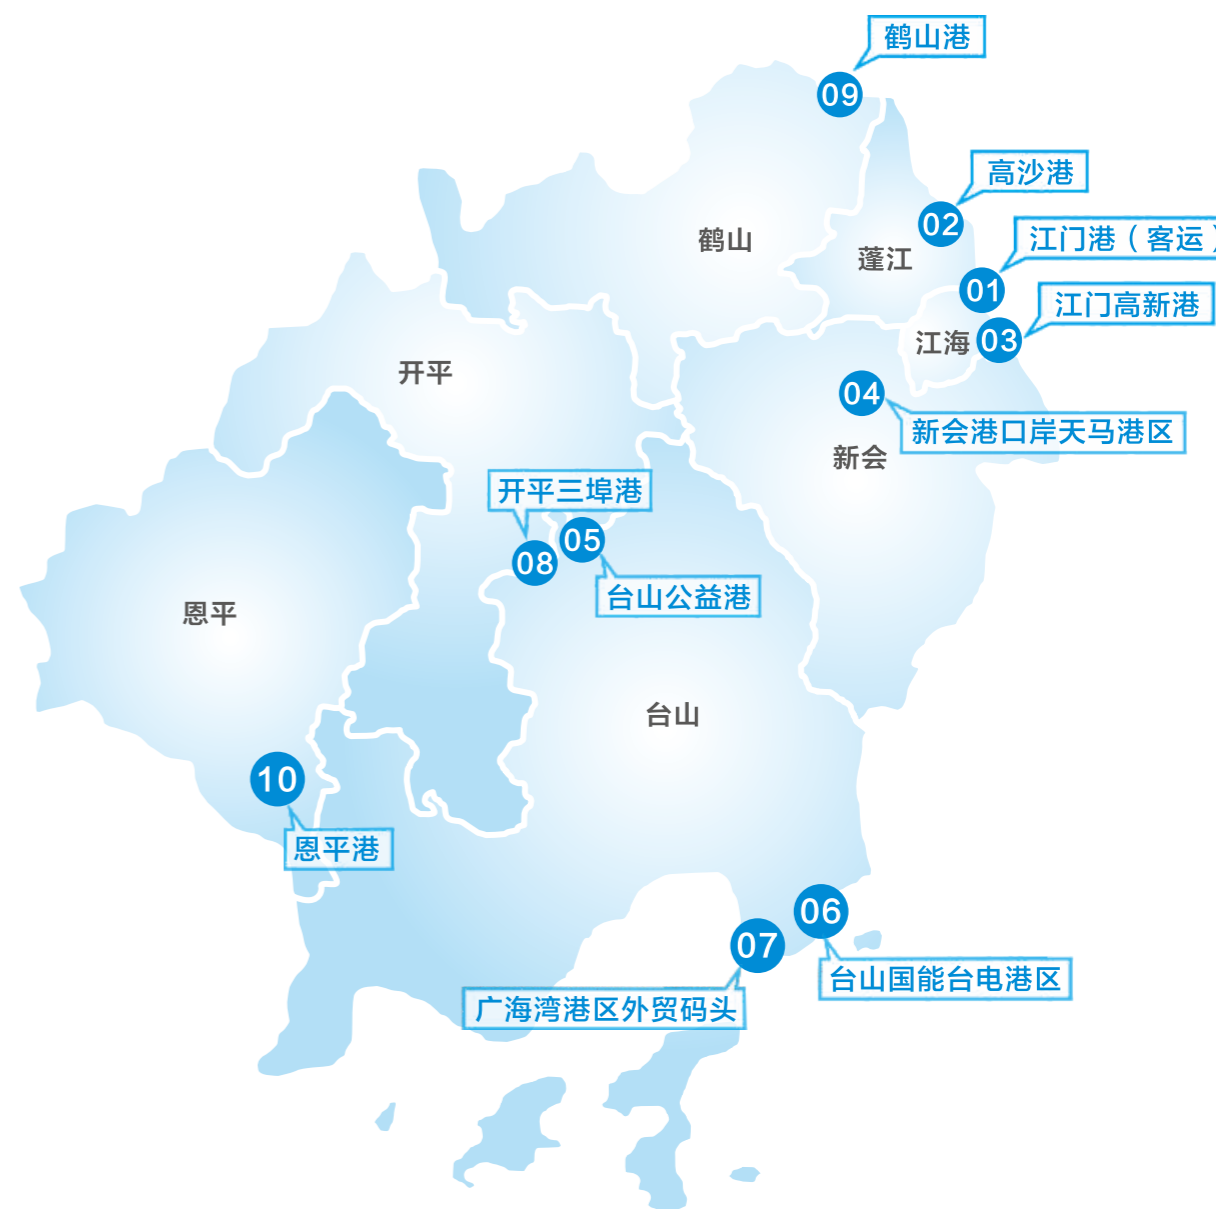 鹤山港
09
高沙港
02
鹤山
江门港（客运）
蓬江
01
江门高新港
江海
03
开平
04
新会港口岸天马港区
新会
开平三埠港
05
08
台山公益港
恩平
台山
10
恩平港
06
07
台山国能台电港区
广海湾港区外贸码头